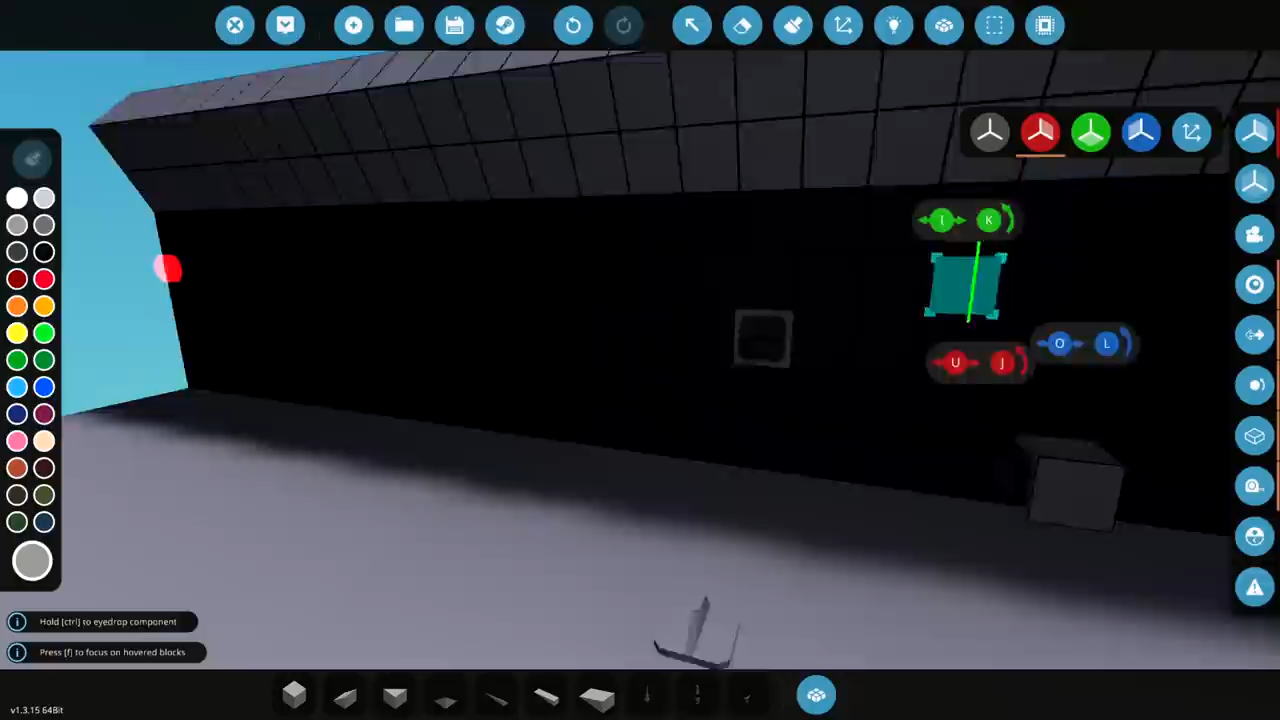 I K
O L
U J
Hold [ctrl] to eyedrop component
Press [f] to focus on hovered blocks
v1.3.15 64Bit